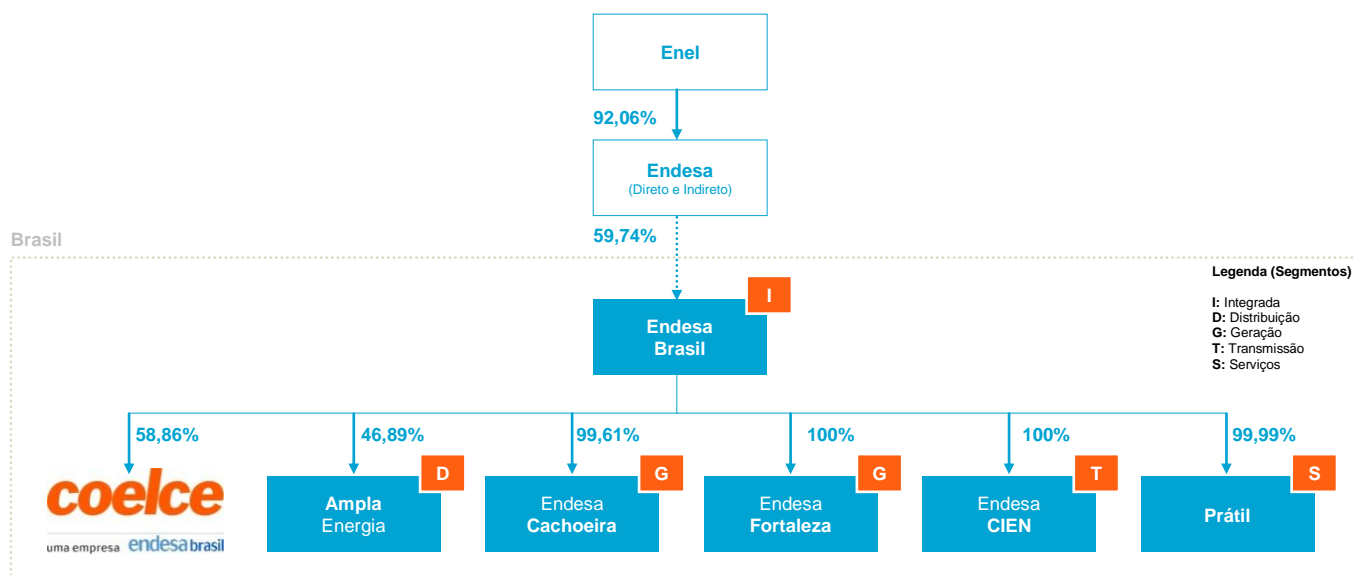 Enel
92,06%
Endesa
(Direto e Indireto)
59,74%
Brasil
Legenda (Segmentos)
I: Integrada
D: Distribuição
G: Geração
T: Transmissão
S: Serviços
I
Endesa
Brasil
58,86%
46,89%
99,61%
100%
100%
99,99%
coelce
uma empresa endesa brasil
D
Ampla
Energia
G
Endesa
Cachoeira
G
Endesa
Fortaleza
T
Endesa
CIEN
S
Prátil